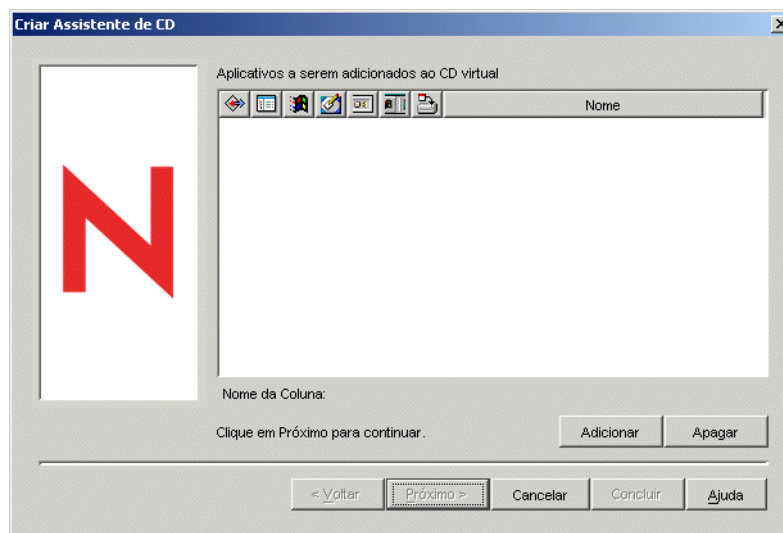 Criar Assistente de CD
Aplicativos a serem adicionados ao CD virtual
Nome
N
Nome da Coluna:
Clique em Próximo para continuar.
Adicionar
Apagar
< Voltar
Próximo >
Cancelar
Concluir
Ajuda